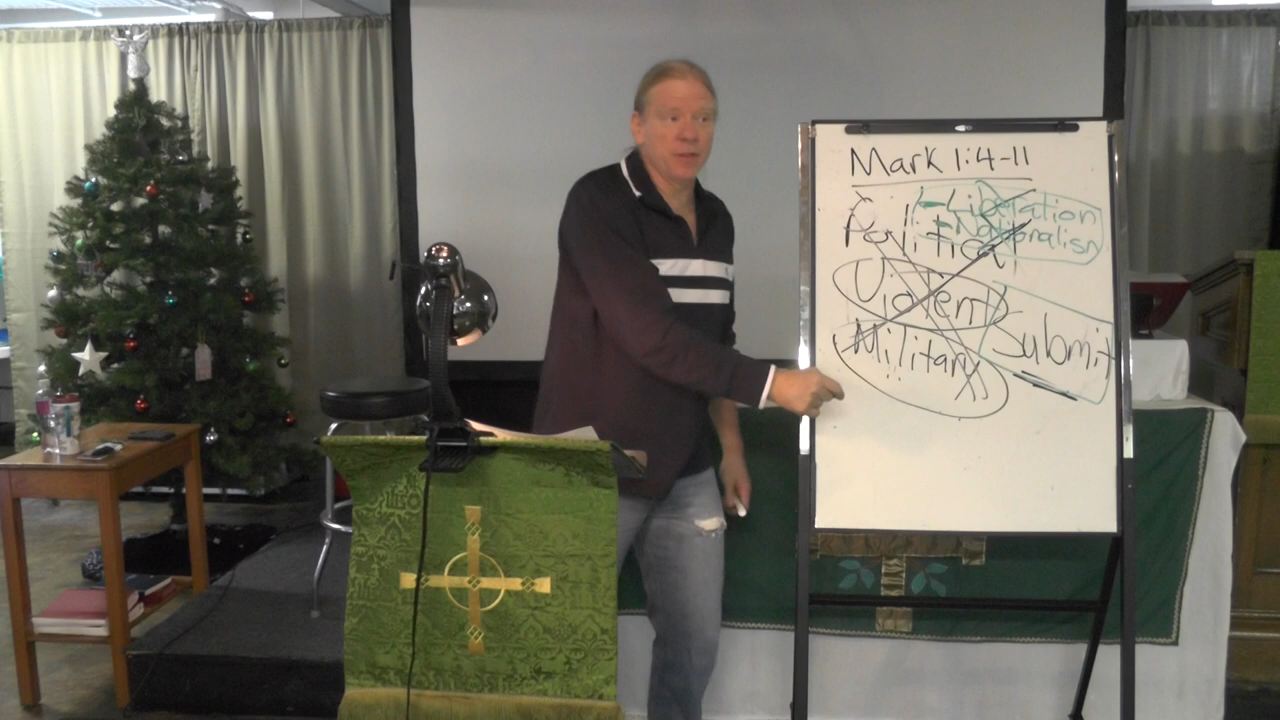 Mark 1:4-11
- Liberation
- Nationalism
Political
Violent
Military
Submit